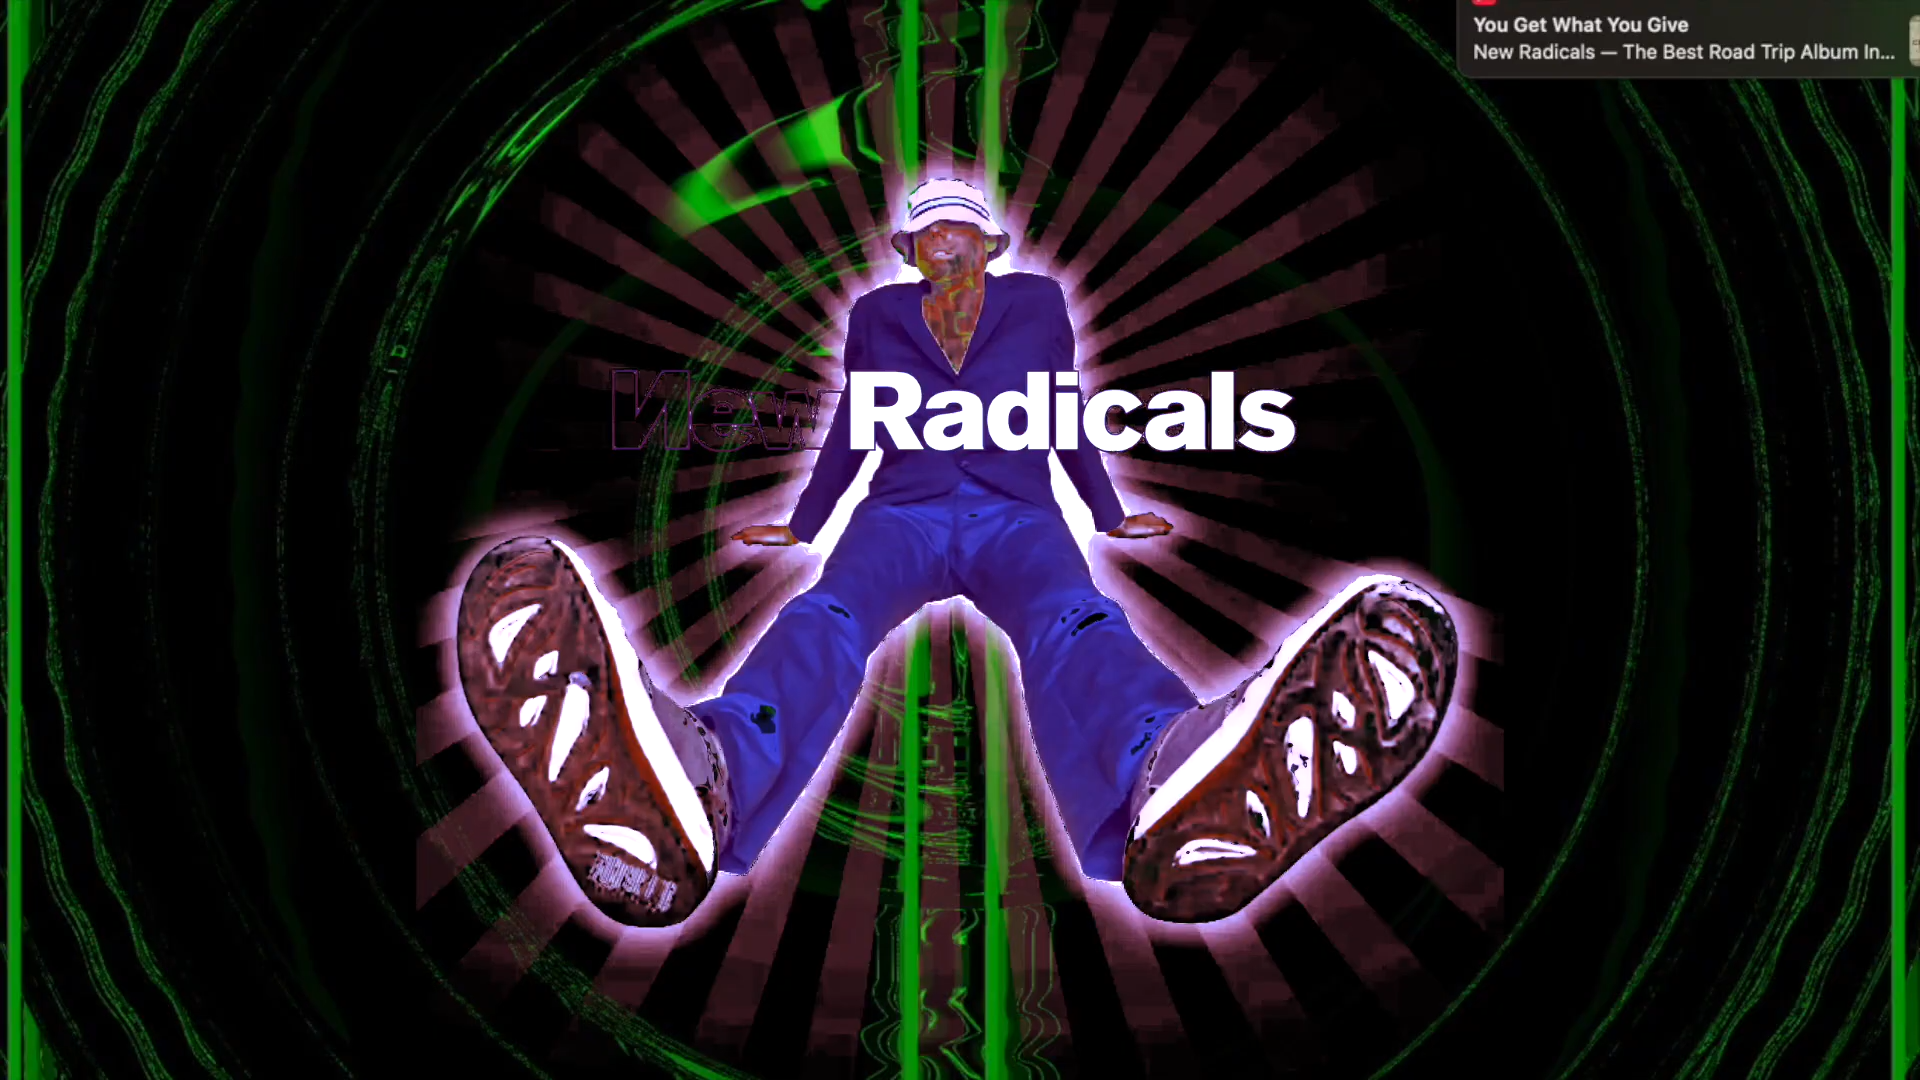 You Get What You Give
New Radicals — The Best Road Trip Album In...
New Radicals